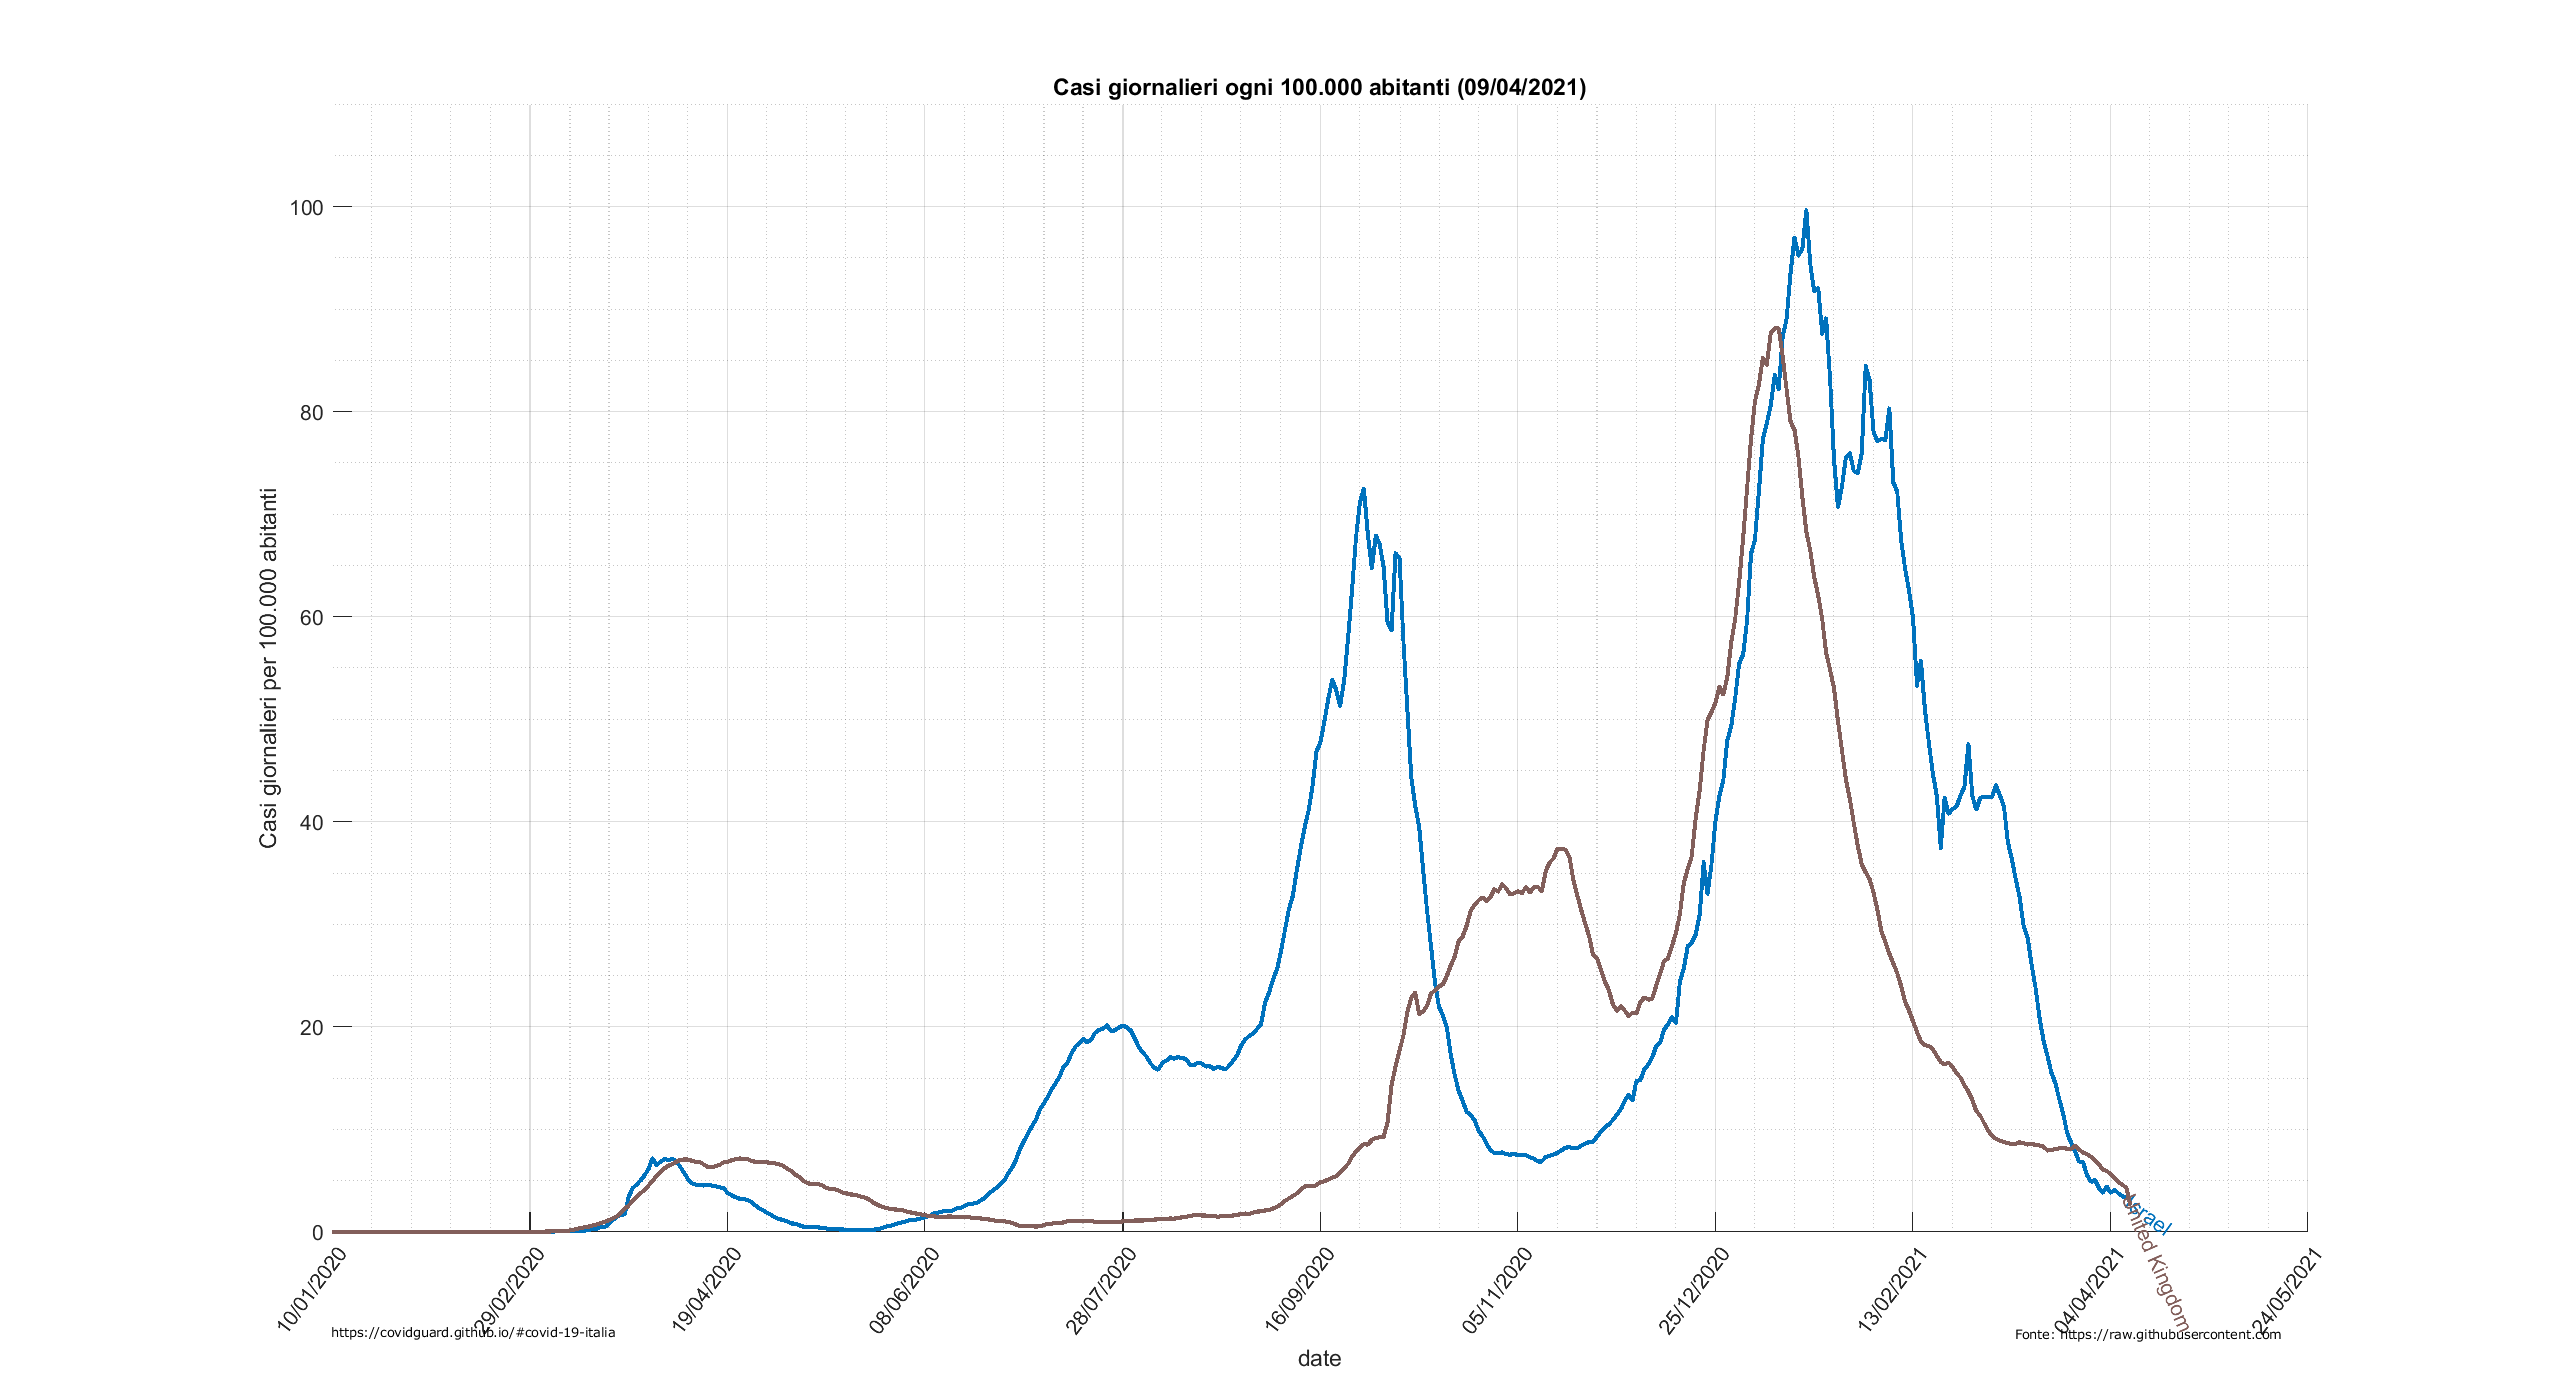 Casi giornalieri ogni 100.000 abitanti (09/04/2021)
Casi giornalieri per 100.000 abitanti
100
80
60
40
20
0
10/01/2020
29/02/2020
19/04/2020
08/06/2020
28/07/2020
16/09/2020
05/11/2020
25/12/2020
13/02/2021
04/04/2021
24/05/2021
Israel
United Kingdom
https://covidguard.github.io/#covid-19-italia
Fonte: https://raw.githubusercontent.com
date